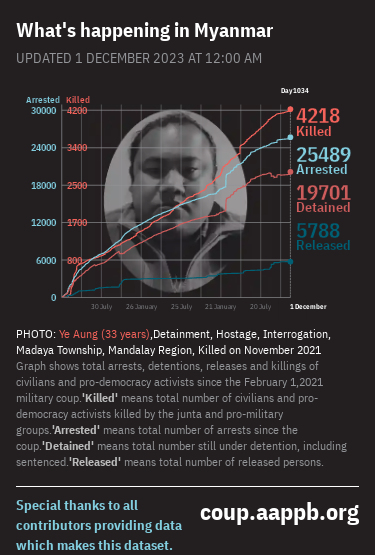 What's happening in Myanmar
UPDATED 1 DECEMBER 2023 AT 12:00 AM
Day1034
Arrested Killed
30000 4200
24000 3400
18000 2500
12000 1700
6000 800
0
4218
Killed
25489
Arrested
19701
Detained
5788
Released
30 July 26 January 25 July 21 January 20 July 1 December
PHOTO: Ye Aung (33 years),Detainment, Hostage, Interrogation,
Madaya Township, Mandalay Region, Killed on November 2021
Graph shows total arrests, detentions, releases and killings of
civilians and pro-democracy activists since the February 1,2021
military coup.'Killed' means total number of civilians and pro-
democracy activists killed by the junta and pro-military
groups.'Arrested' means total number of arrests since the
coup.'Detained' means total number still under detention, including
sentenced.'Released' means total number of released persons.
Special thanks to all
contributors providing data
which makes this dataset.
coup.aappb.org